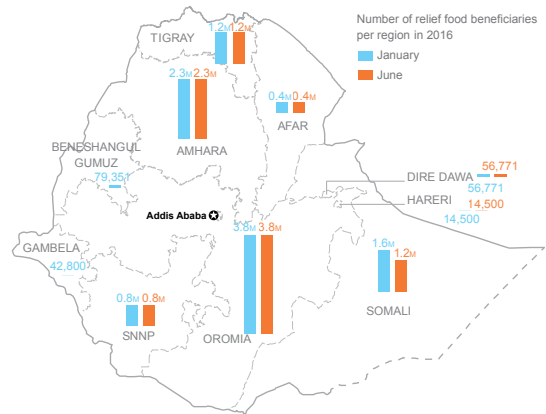 Number of relief food beneficiaries
per region in 2016
January
June
TIGRAY
1.2M 1.2M
2.3M 2.3M
AMHARA
0.4M 0.4M
AFAR
BENESHANGUL
GUMUZ
79,351
DIRE DAWA
56,771
56,771
HARERI
14,500
14,500
Addis Ababa
GAMBELA
42,800
3.8M 3.8M
OROMIA
1.6M
1.2M
SOMALI
0.8M 0.8M
SNNP